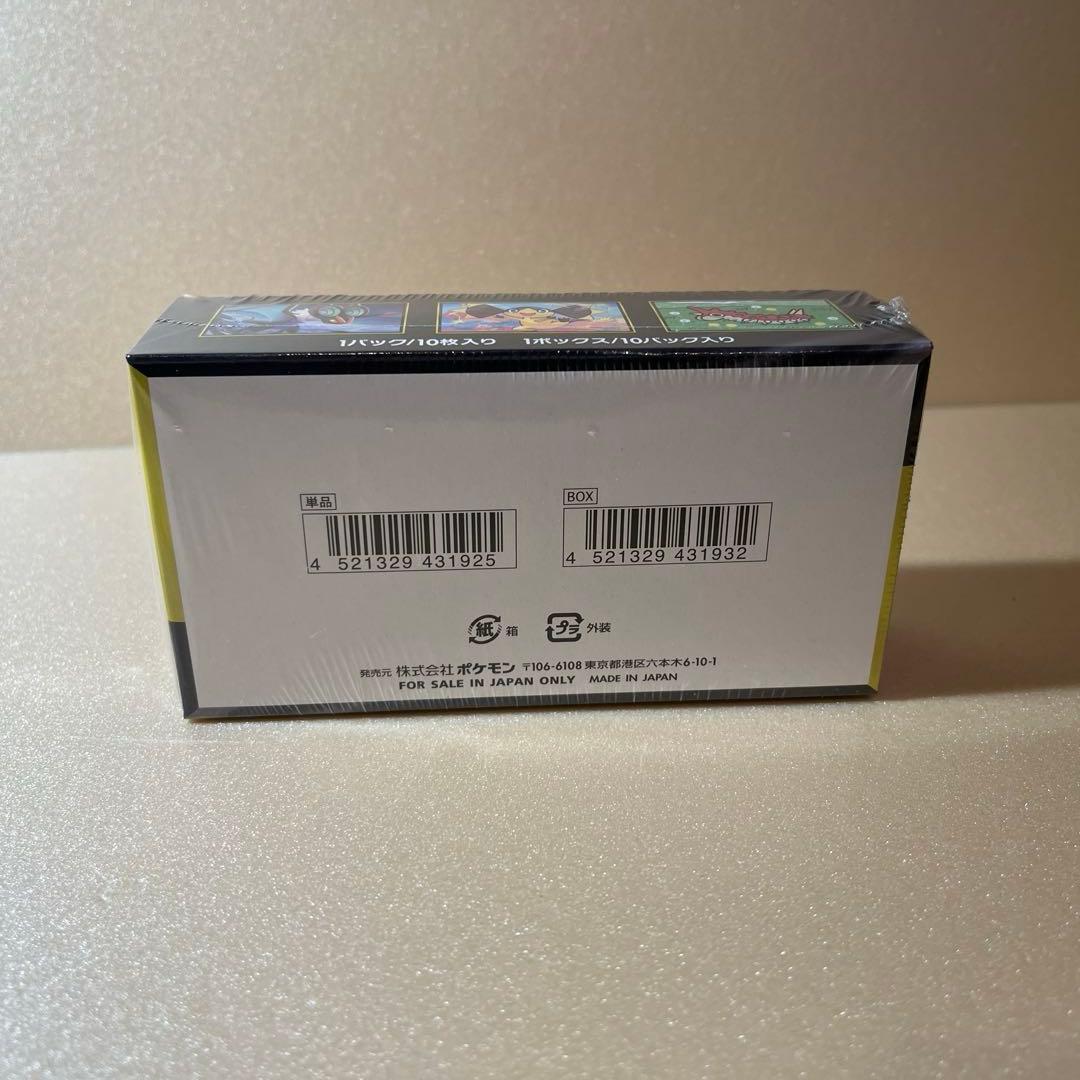 1パック/10枚入り 1ボックス/10パック入り
単品
4 521329 431925
BOX
4 521329 431932
紙 箱
プラ 外装
発売元 株式会社ポケモン 〒106-6108 東京都港区六本木6-10-1
FOR SALE IN JAPAN ONLY MADE IN JAPAN